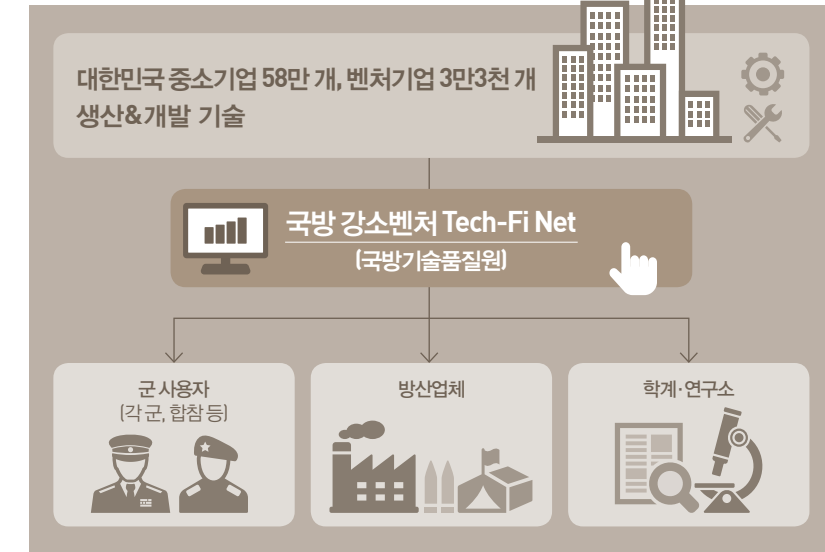 대한민국 중소기업 58만 개, 벤처기업 3만3천 개
생산&개발 기술
국방 강소벤처 Tech-Fi Net
(국방기술품질원)
군 사용자
(각 군, 합참 등)
방산업체
학계·연구소